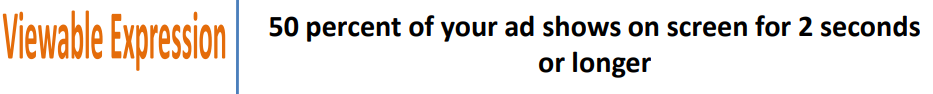 Viewable Expression
50 percent of your ad shows on screen for 2 seconds
or longer